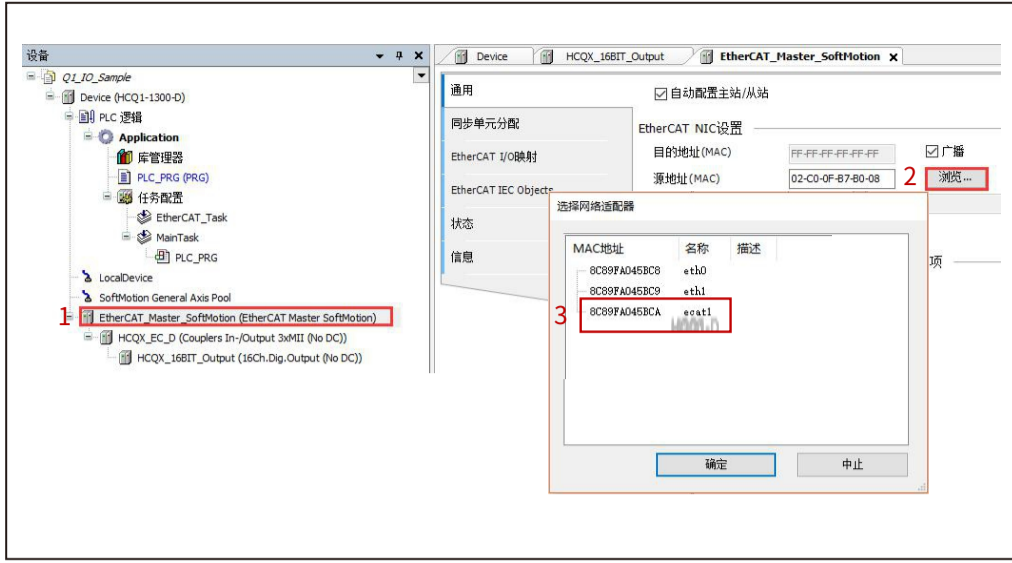 设备
Device
HCQX_16BIT_Output
EtherCAT_Master_SoftMotion
Q1_IO_Sample
Device (HCQ1-1300-D)
PLC 逻辑
Application
库管理器
PLC_PRG (PRG)
任务配置
EtherCAT_Task
MainTask
PLC_PRG
LocalDevice
SoftMotion General Axis Pool
1
EtherCAT_Master_SoftMotion (EtherCAT Master SoftMotion)
HCQX_EC_D (Couplers In-/Output 3xMII (No DC))
HCQX_16BIT_Output (16Ch.Dig.Output (No DC))
通用
同步单元分配
EtherCAT I/O映射
EtherCAT IEC Objects
状态
信息
自动配置主站/从站
EtherCAT NIC设置
目的地址(MAC) FF-FF-FF-FF-FF-FF 广播
源地址(MAC) 02-C0-0F-B7-B0-08 2 浏览...
项
选择网络适配器
MAC地址 名称 描述
8C89FA045BC8 eth0
8C89FA045BC9 eth1
3 8C89FA045BCA ecat1
确定 中止